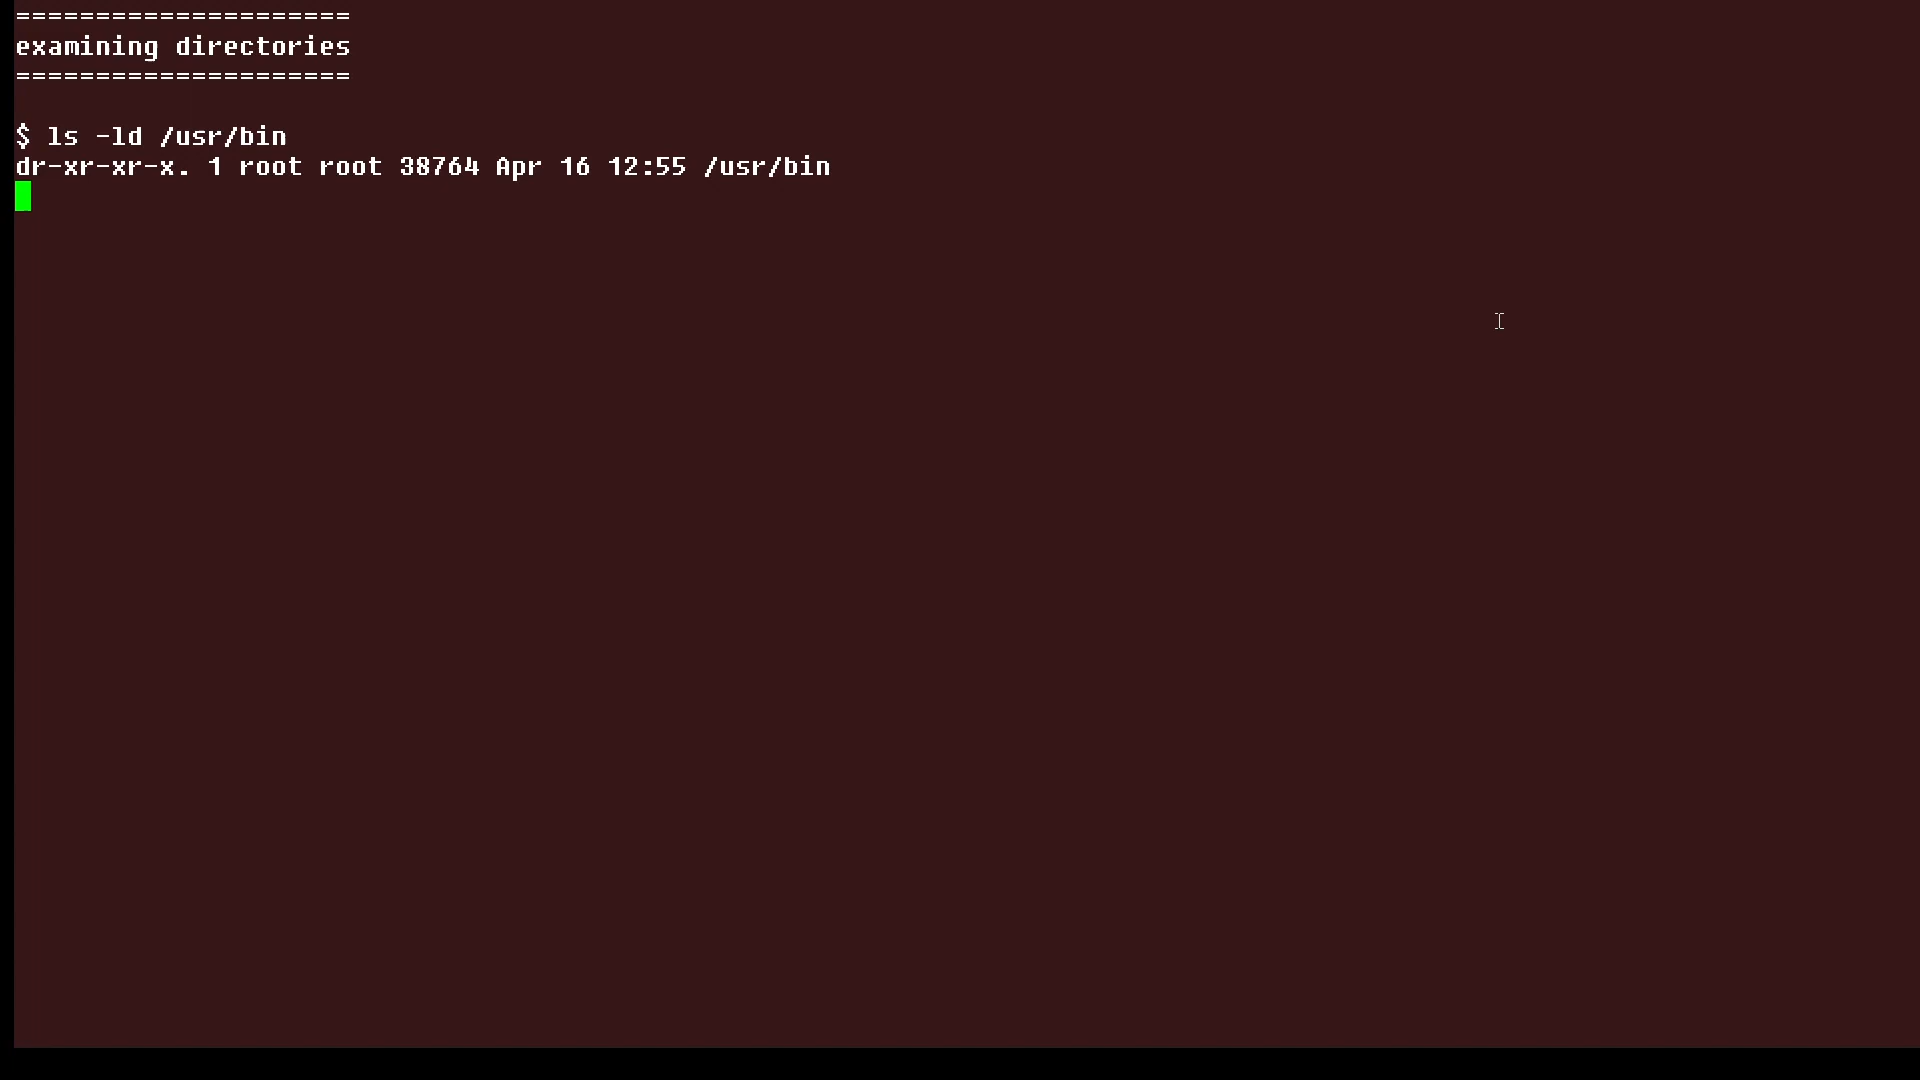 =====================
examining directories
=====================
$ ls -ld /usr/bin
dr-xr-xr-x. 1 root root 38764 Apr 16 12:55 /usr/bin